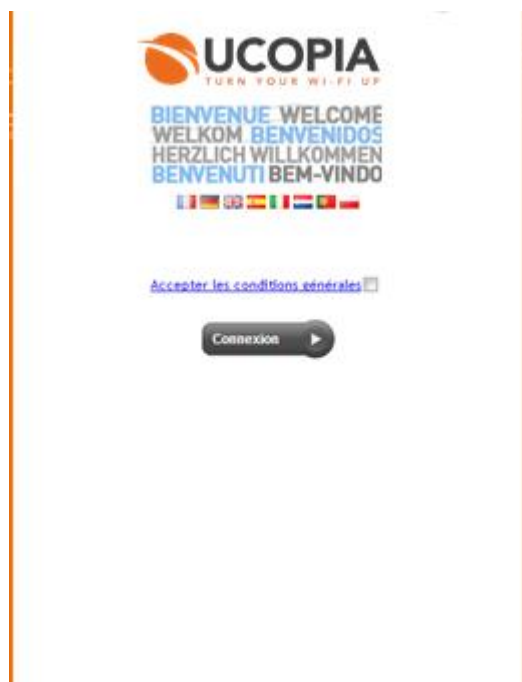 UCOPIA
TURN YOUR WI-FI UP
BIENVENUE WELCOME
WELKOM BENVENIDOS
HERZLICH WILLKOMMEN
BENVENUTI BEM-VINDO
Accepter les conditions générales
Connexion